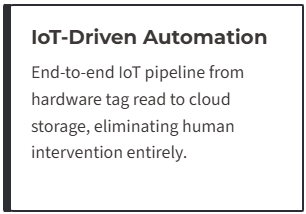 IoT-Driven Automation
End-to-end IoT pipeline from
hardware tag read to cloud
storage, eliminating human
intervention entirely.